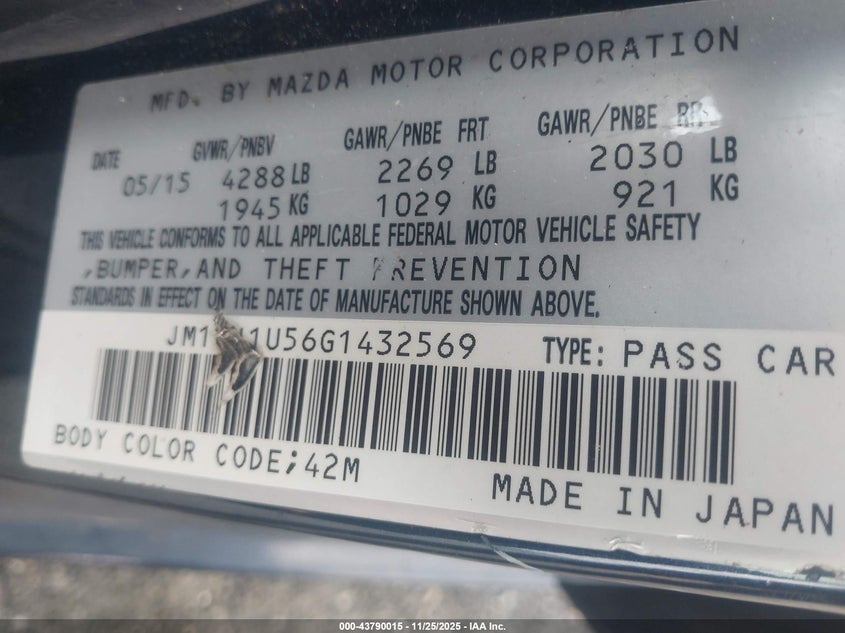 MFD. BY MAZDA MOTOR CORPORATION
DATE GVWR/PNBV GAWR/PNBE FRT GAWR/PNBE RR
05/15 4288 LB 2269 LB 2030 LB
1945 KG 1029 KG 921 KG
THIS VEHICLE CONFORMS TO ALL APPLICABLE FEDERAL MOTOR VEHICLE SAFETY
,BUMPER,AND THEFT PREVENTION
STANDARDS IN EFFECT ON THE DATE OF MANUFACTURE SHOWN ABOVE.
TYPE: PASS CAR
BODY COLOR CODE;42M
MADE IN JAPAN
000-43790015 - 11/25/2025 - IAA Inc.